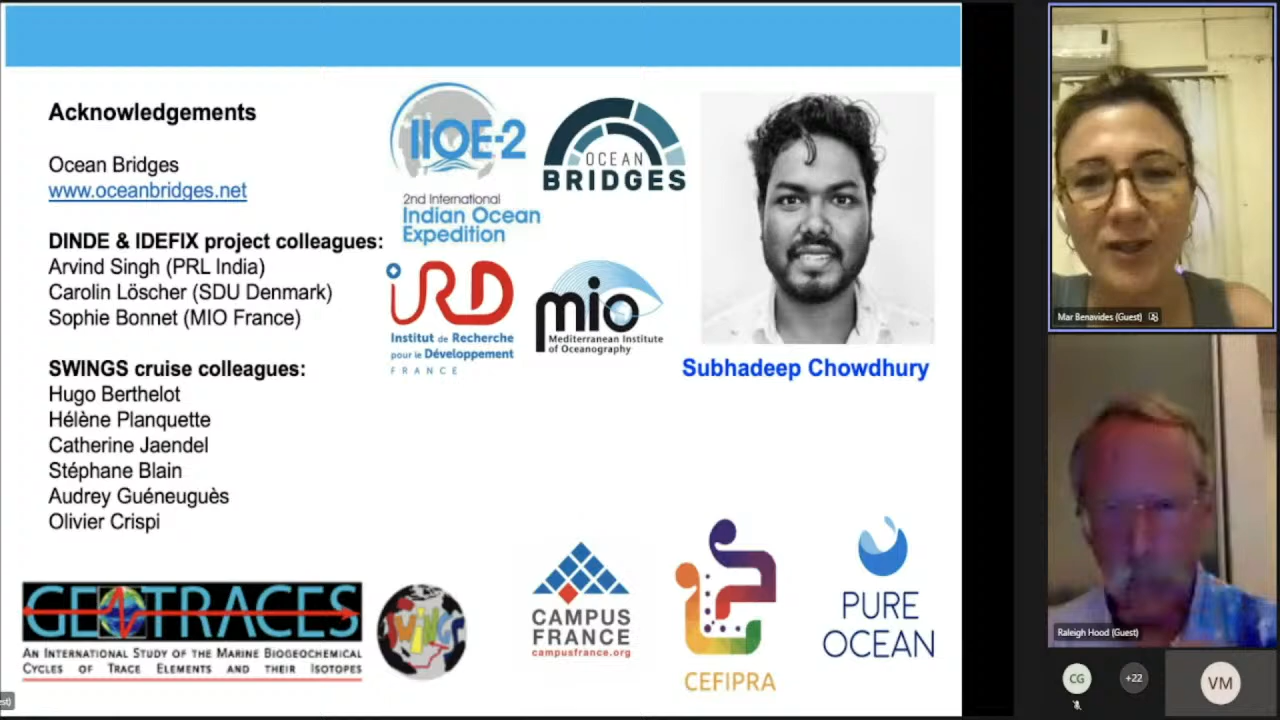 Acknowledgements
Ocean Bridges
www.oceanbridges.net
DINDE & IDEFIX project colleagues:
Arvind Singh (PRL India)
Carolin Löscher (SDU Denmark)
Sophie Bonnet (MIO France)
SWINGS cruise colleagues:
Hugo Berthelot
Hélène Planquette
Catherine Jaendel
Stéphane Blain
Audrey Guéneuguès
Olivier Crispi
IIOE-2
2nd International
Indian Ocean
Expedition
OCEAN
BRIDGES
IRD
Institut de Recherche
pour le Développement
FRANCE
mio
Mediterranean Institute
of Oceanography
Subhadeep Chowdhury
GEOTRACES
AN INTERNATIONAL STUDY OF THE MARINE BIOGEOCHEMICAL
CYCLES OF TRACE ELEMENTS AND THEIR ISOTOPES
SWINGS
CAMPUS
FRANCE
campusfrance.org
CEFIPRA
PURE
OCEAN
Mar Benavides (Guest)
Raleigh Hood (Guest)
CG
+22
VM